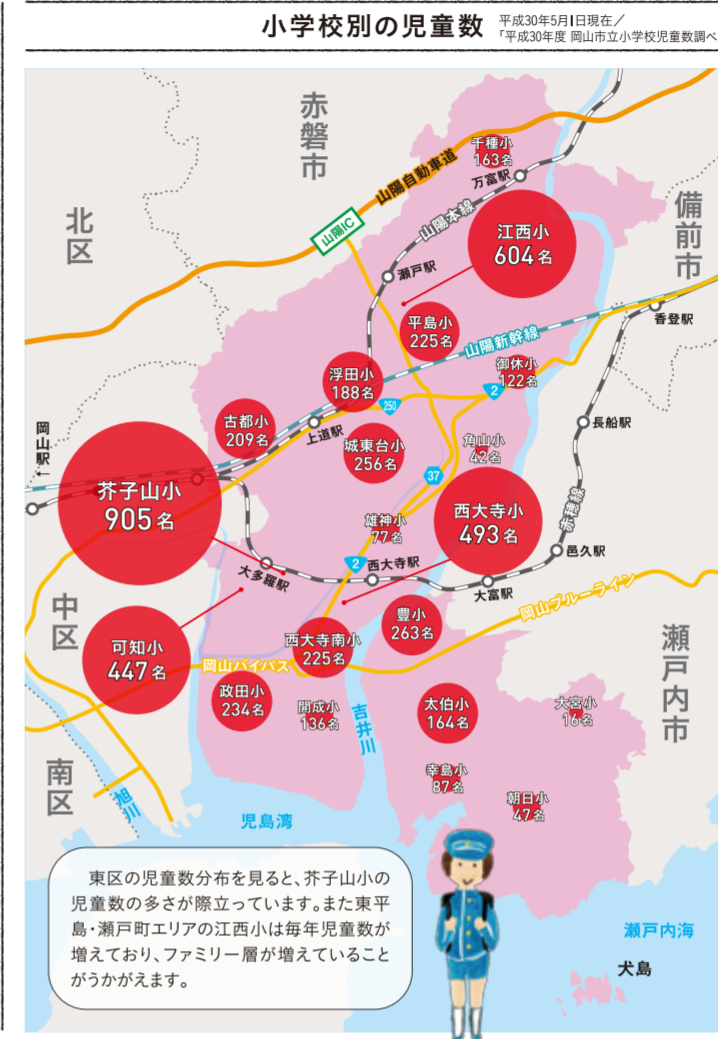 小学校別の児童数
平成30年5月1日現在／
「平成30年度 岡山市立小学校児童数調べ
赤磐市
千種小
163名
山陽自動車道
万富駅
北区
山陽本線
江西小
604名
備前市
山陽IC
瀬戸駅
平島小
225名
香登駅
山陽新幹線
浮田小
188名
御休小
122名
2
250
古都小
209名
上道駅
長船駅
城東台小
256名
角山小
42名
←岡山駅
37
芥子山小
905名
西大寺小
493名
赤穂線
雄神小
77名
邑久駅
2
西大寺駅
大多羅駅
大富駅
中区
岡山ブルーライン
豊小
263名
可知小
447名
西大寺南小
225名
瀬戸内市
岡山バイパス
政田小
234名
開成小
136名
吉井川
太伯小
164名
大宮小
16名
南区
幸島小
87名
旭川
朝日小
47名
児島湾
東区の児童数分布を見ると、芥子山小の
児童数の多さが際立っています。また東平
島・瀬戸町エリアの江西小は毎年児童数が
増えており、ファミリー層が増えていること
がうかがえます。
瀬戸内海
犬島